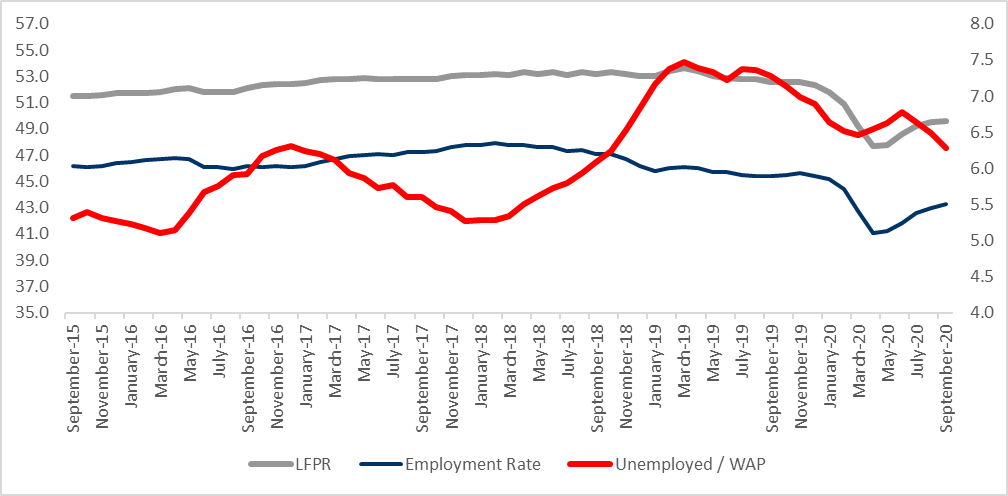 57.0
55.0
53.0
51.0
49.0
47.0
45.0
43.0
41.0
39.0
37.0
35.0
8.0
7.5
7.0
6.5
6.0
5.5
5.0
4.5
4.0
September-15
November-15
January-16
March-16
May-16
July-16
September-16
November-16
January-17
March-17
May-17
July-17
September-17
November-17
January-18
March-18
May-18
July-18
September-18
November-18
January-19
March-19
May-19
July-19
September-19
November-19
January-20
March-20
May-20
July-20
September-20
LFPR Employment Rate Unemployed / WAP